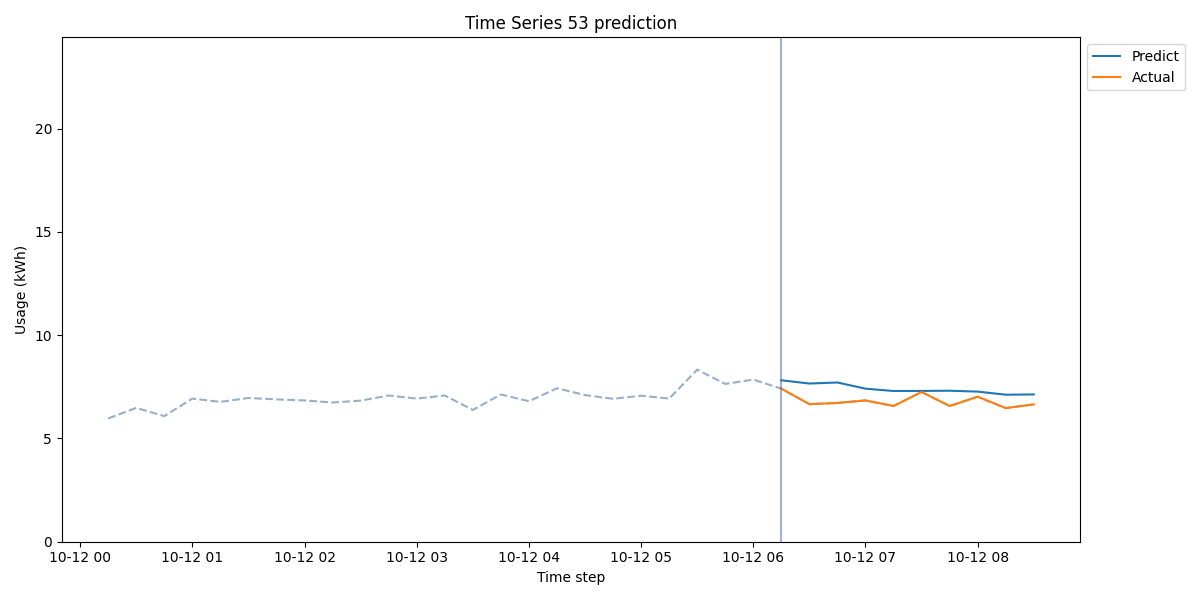 Time Series 53 prediction
Predict
Actual
Usage (kWh)
20
15
10
5
0
10-12 00
10-12 01
10-12 02
10-12 03
10-12 04
10-12 05
10-12 06
10-12 07
10-12 08
Time step